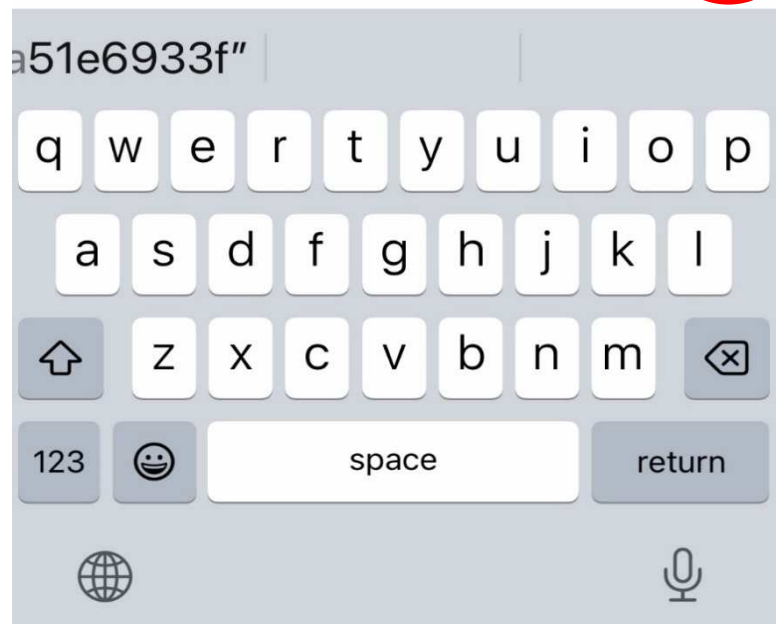 a51e6933f"
q w e r t y u i o p
a s d f g h j k l
z x c v b n m
123 space return